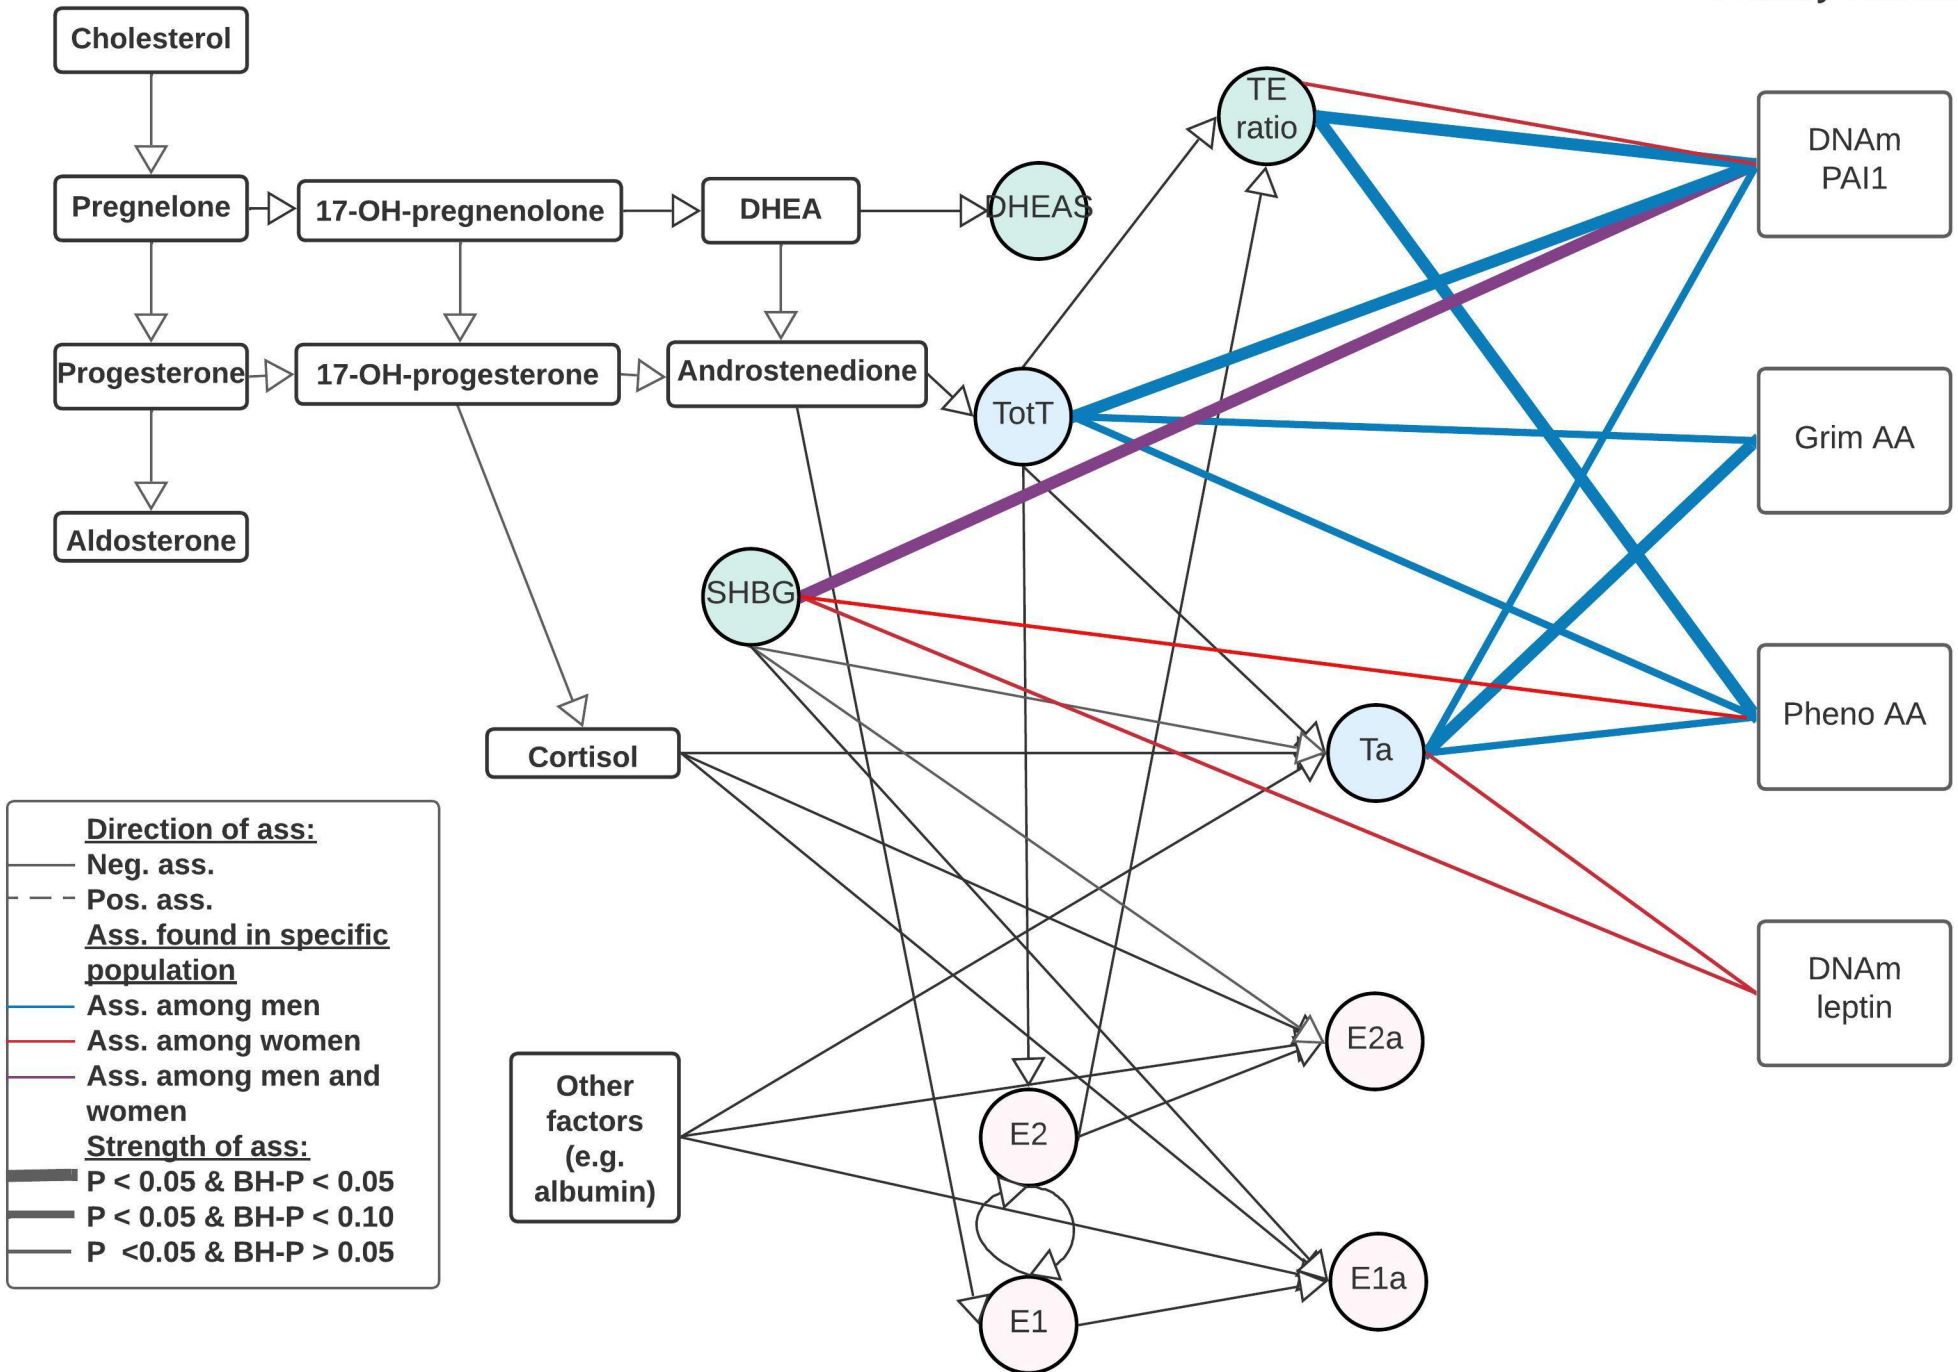 Cholesterol
TE
ratio
DNAm
PAI1
Pregnelone
17-OH-pregnenolone
DHEA
DHEAS
Progesterone
17-OH-progesterone
Androstenedione
TotT
Grim AA
Aldosterone
SHBG
Pheno AA
Cortisol
Ta
Direction of ass:
Neg. ass.
Pos. ass.
Ass. found in specific
population
Ass. among men
Ass. among women
Ass. among men and
women
Strength of ass:
P < 0.05 & BH-P < 0.05
P < 0.05 & BH-P < 0.10
P  <0.05 & BH-P > 0.05
DNAm
leptin
E2a
Other
factors
(e.g.
albumin)
E2
E1a
E1